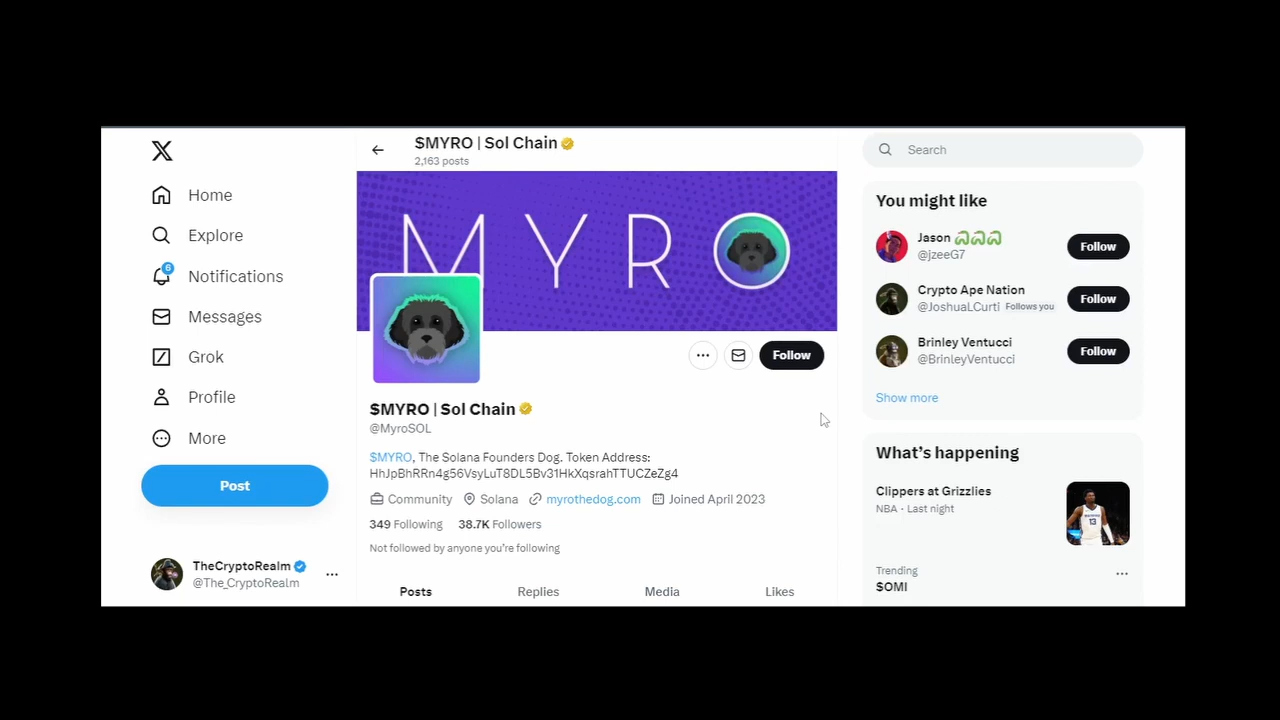 Home
Explore
6
Notifications
Messages
Grok
Profile
More
Post
TheCryptoRealm
@The_CryptoRealm
$MYRO | Sol Chain
2,163 posts
MYRO
Follow
$MYRO | Sol Chain
@MyroSOL
$MYRO, The Solana Founders Dog. Token Address:
HhJpBhRRn4g56VsyLuT8DL5Bv31HkXqsrahTTUCZeZg4
Community Solana myrothedog.com Joined April 2023
349 Following 38.7K Followers
Not followed by anyone you're following
Posts Replies Media Likes
Search
You might like
Jason
@jzeeG7
Follow
Crypto Ape Nation
@JoshuaLCurti Follows you
Follow
Brinley Ventucci
@BrinleyVentucci
Follow
Show more
What's happening
Clippers at Grizzlies
NBA · Last night
Trending
$OMI